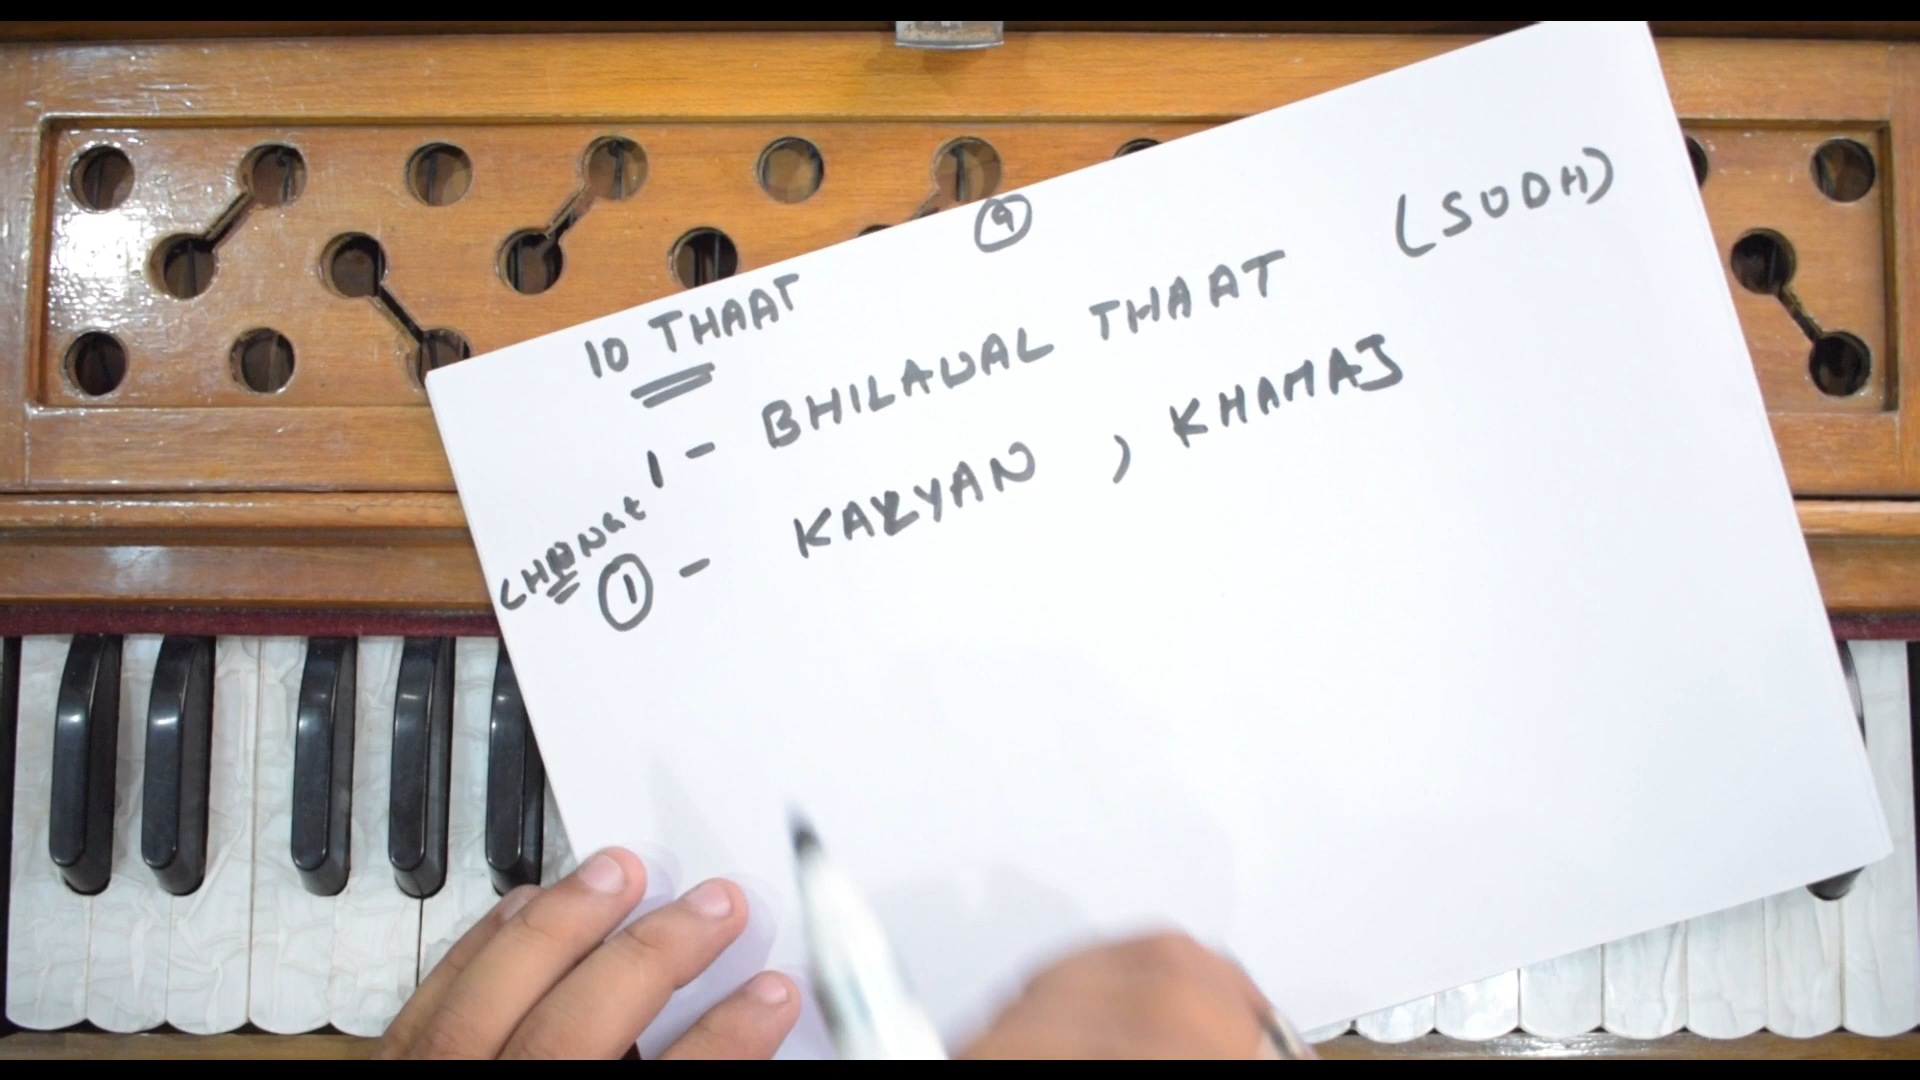 10 THAAT
9
1 - BHILAWAL THAAT (SUDH)
CHANGE
1 - KALYAN , KHAMAJ